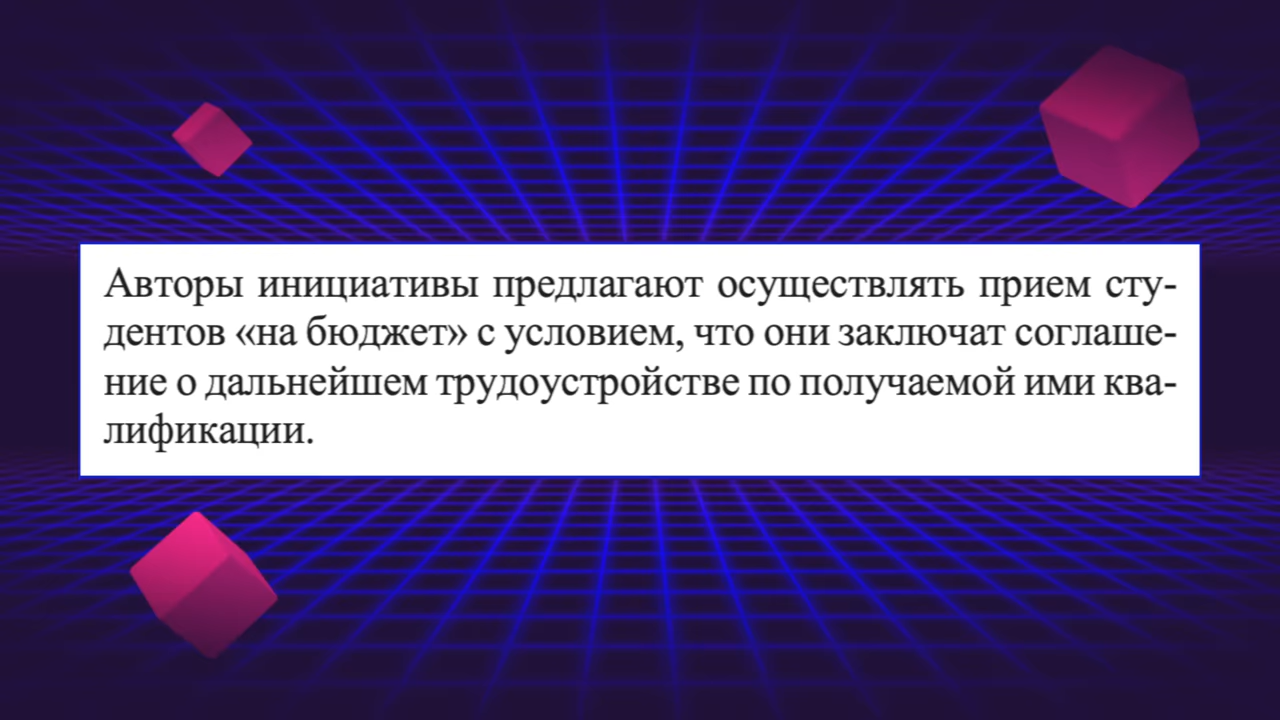 Авторы инициативы предлагают осуществлять прием сту-
дентов «на бюджет» с условием, что они заключат соглаше-
ние о дальнейшем трудоустройстве по получаемой ими ква-
лификации.